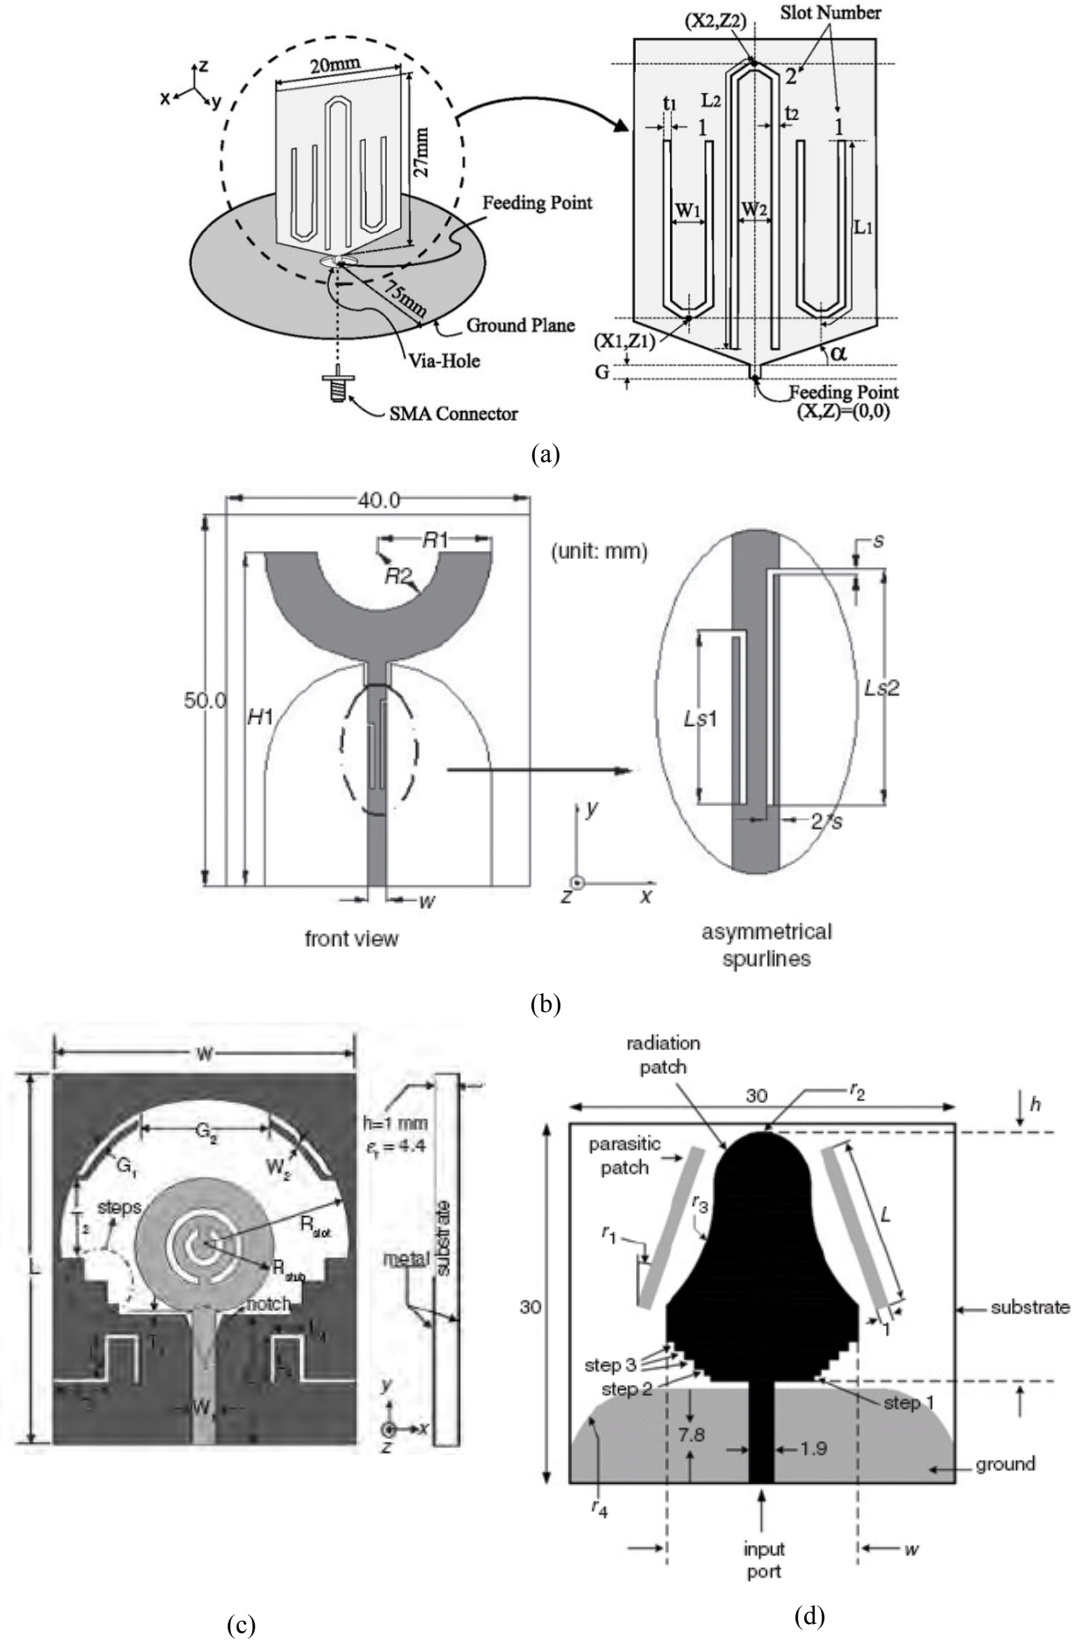 z
x
y
20mm
27mm
Feeding Point
75mm
Ground Plane
Via-Hole
SMA Connector
(X2,Z2)
Slot Number
2
L2
t1
1
t2
1
W1
W2
L1
(X1,Z1)
α
G
Feeding Point
(X,Z)=(0,0)
(a)
40.0
R1
(unit: mm)
R2
50.0
H1
w
front view
s
Ls1
Ls2
2*s
y
z
x
asymmetrical
spurlines
(b)
W
h=1 mm
εr = 4.4
G2
G1
W2
steps
2
Rslot
Rstub
L
notch
metal
substrate
W1
y
x
z
(c)
radiation
patch
r2
30
h
parasitic
patch
r3
r1
L
30
1
substrate
step 3
step 2
step 1
7.8
1.9
ground
r4
input
port
w
(d)